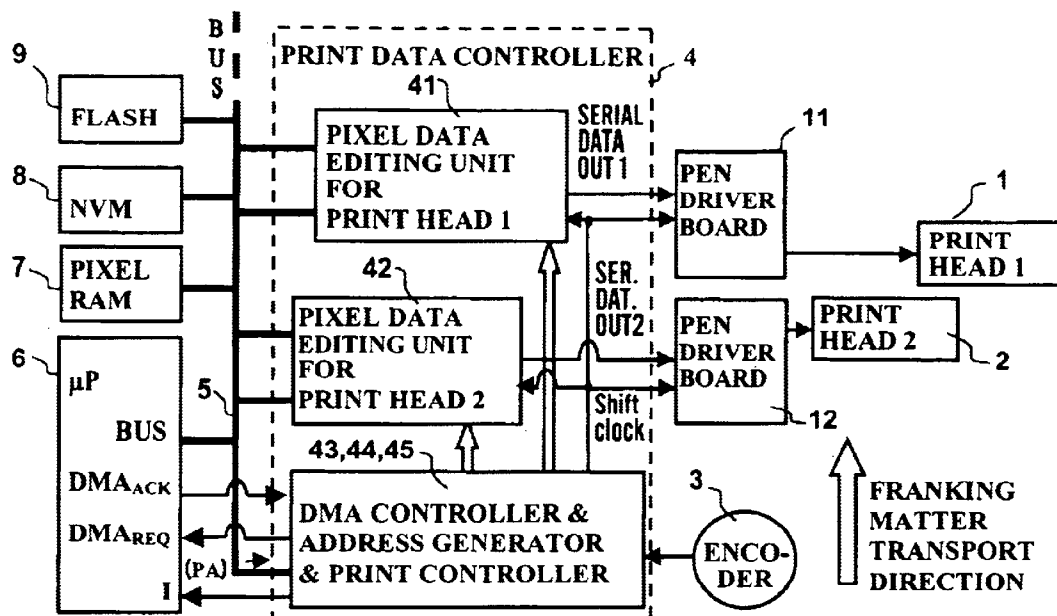 B
U
S
PRINT DATA CONTROLLER
4
9
FLASH
8
NVM
7
PIXEL
RAM
6
µP
BUS
DMAACK
DMAREQ
(PA)
I
5
41
PIXEL DATA
EDITING UNIT
FOR
PRINT HEAD 1
SERIAL
DATA
OUT 1
42
PIXEL DATA
EDITING UNIT
FOR
PRINT HEAD 2
SER.
DAT.
OUT2
Shift
clock
43,44,45
DMA CONTROLLER &
ADDRESS GENERATOR
& PRINT CONTROLLER
11
PEN
DRIVER
BOARD
1
PRINT
HEAD 1
PEN
DRIVER
BOARD
12
PRINT
HEAD 2
2
3
ENCO-
DER
FRANKING
MATTER
TRANSPORT
DIRECTION